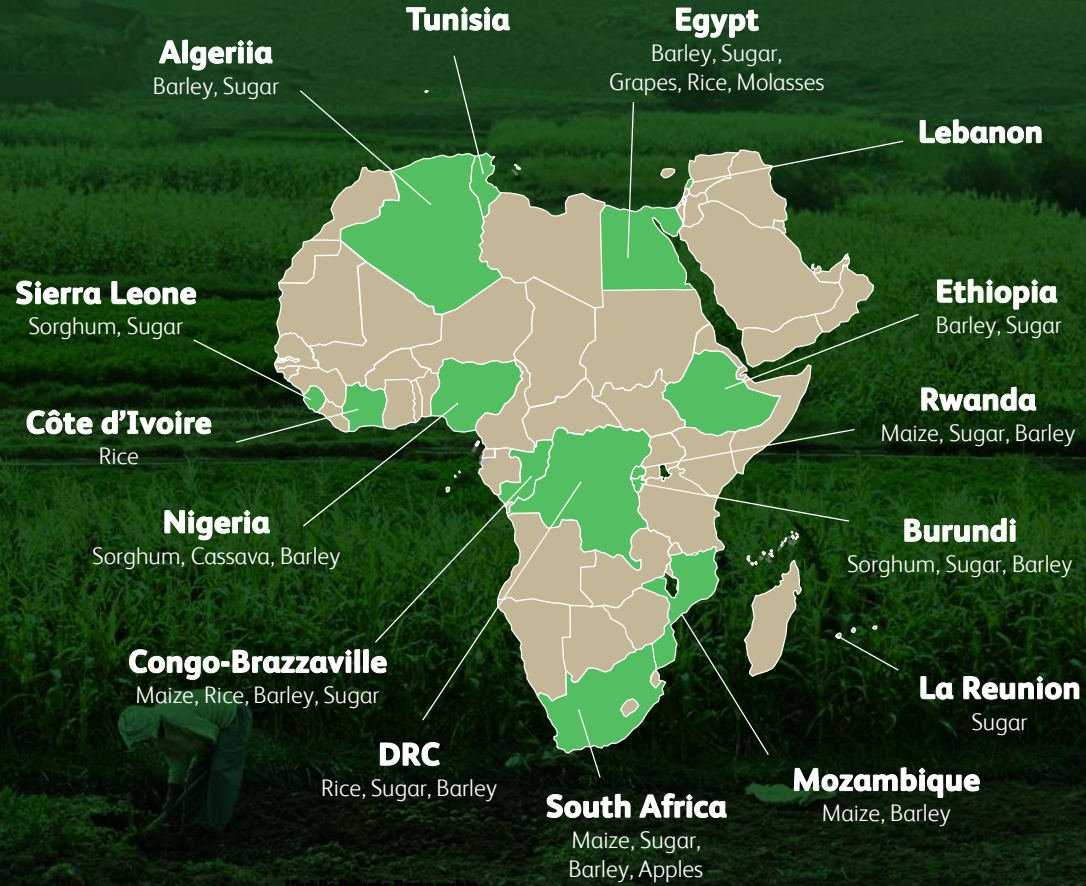 Tunisia
Egypt
Barley, Sugar,
Grapes, Rice, Molasses
Algeriia
Barley, Sugar
Lebanon
Sierra Leone
Sorghum, Sugar
Ethiopia
Barley, Sugar
Rwanda
Maize, Sugar, Barley
Côte d’Ivoire
Rice
Nigeria
Sorghum, Cassava, Barley
Burundi
Sorghum, Sugar, Barley
Congo-Brazzaville
Maize, Rice, Barley, Sugar
La Reunion
Sugar
DRC
Rice, Sugar, Barley
Mozambique
Maize, Barley
South Africa
Maize, Sugar,
Barley, Apples